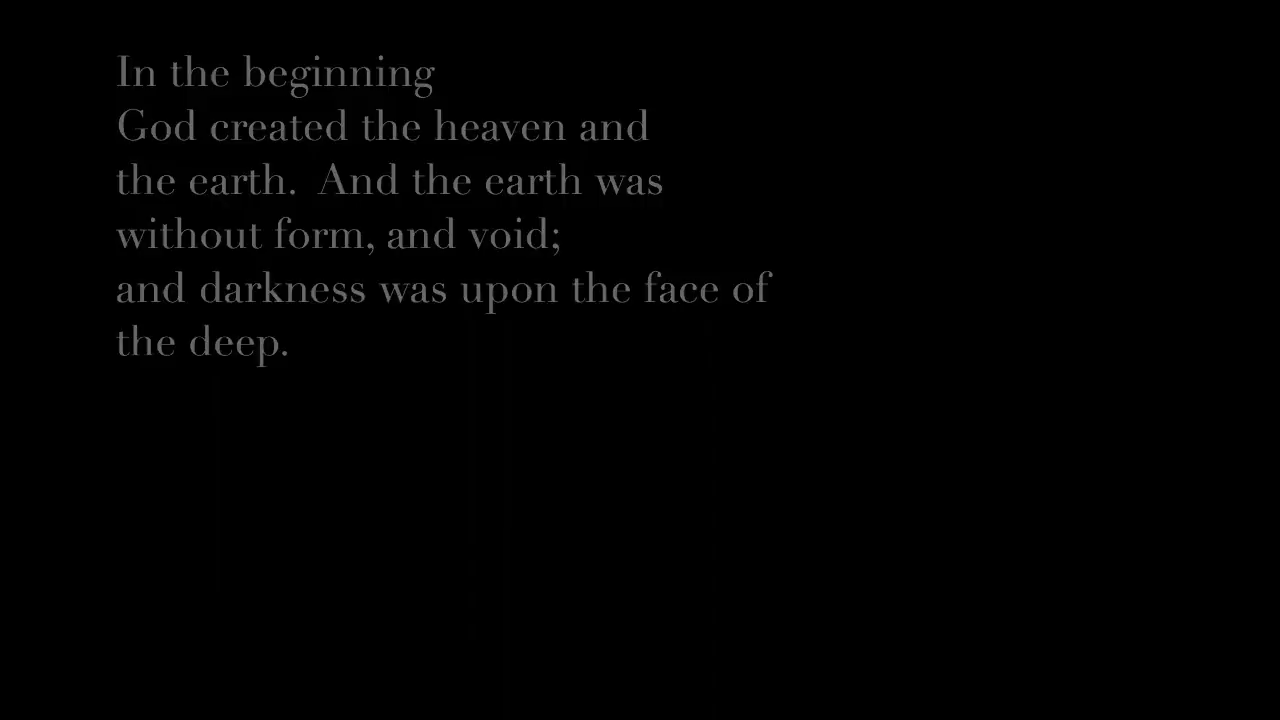 In the beginning
God created the heaven and
the earth.  And the earth was
without form, and void;
and darkness was upon the face of
the deep.